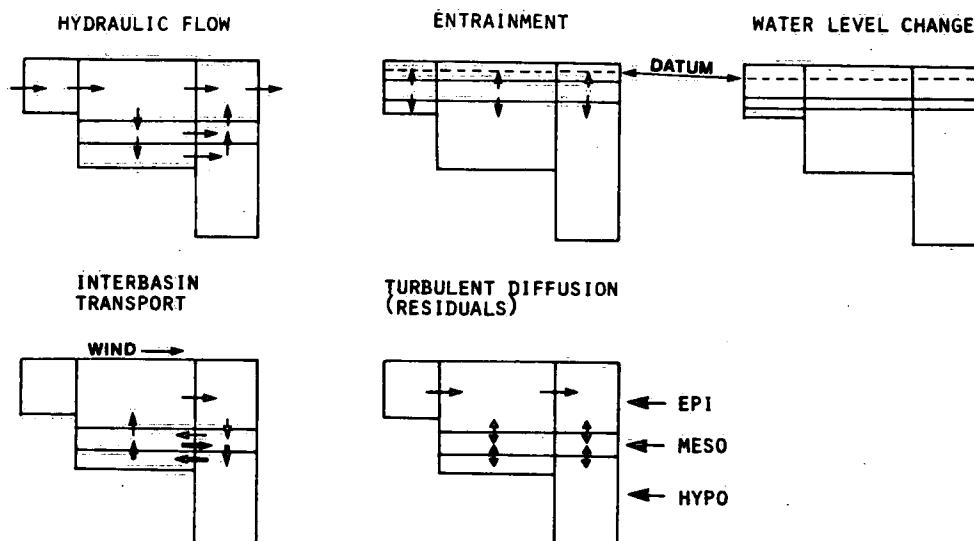 HYDRAULIC FLOW
ENTRAINMENT
WATER LEVEL CHANGE
DATUM
INTERBASIN
TRANSPORT
TURBULENT DIFFUSION
(RESIDUALS)
WIND
EPI
MESO
HYPO